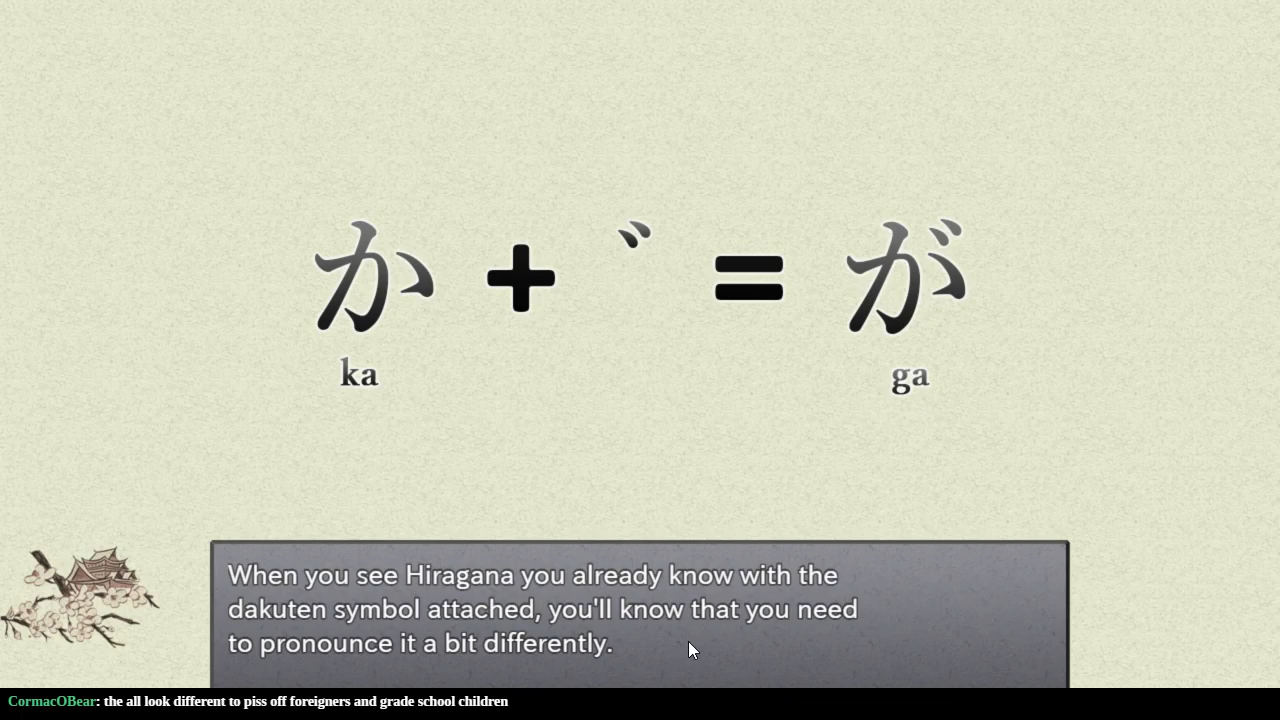 か + ゛ = が
ka ga
When you see Hiragana you already know with the
dakuten symbol attached, you'll know that you need
to pronounce it a bit differently.
CormacOBear: the all look different to piss off foreigners and grade school children